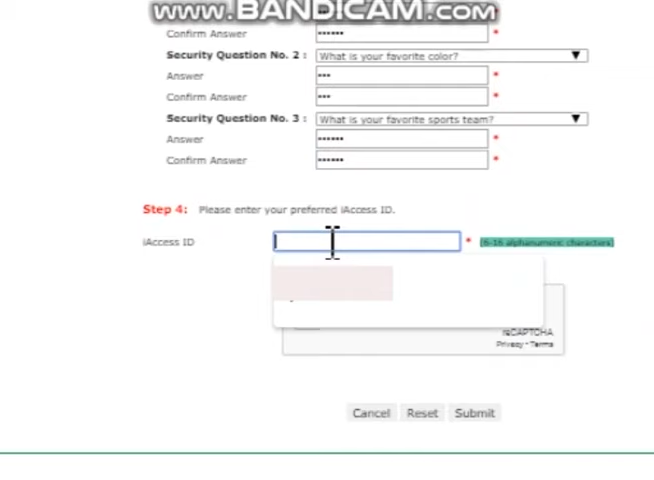 www.BANDICAM.com
Confirm Answer •••••• *
Security Question No. 2 : What is your favorite color? ▼
Answer ••• *
Confirm Answer ••• *
Security Question No. 3 : What is your favorite sports team? ▼
Answer •••••• *
Confirm Answer •••••• *
Step 4: Please enter your preferred iAccess ID.
iAccess ID * (6-16 alphanumeric characters)
reCAPTCHA
Privacy - Terms
Cancel Reset Submit